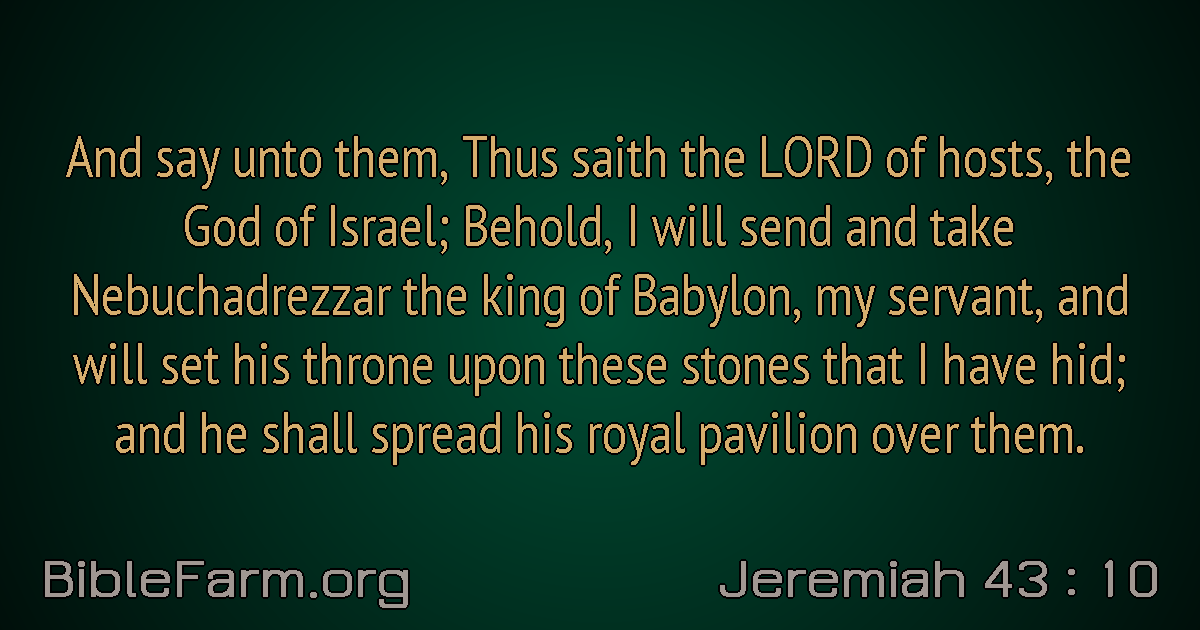 And say unto them, Thus saith the LORD of hosts, the
God of Israel; Behold, I will send and take
Nebuchadrezzar the king of Babylon, my servant, and
will set his throne upon these stones that I have hid;
and he shall spread his royal pavilion over them.
BibleFarm.org
Jeremiah 43 : 10